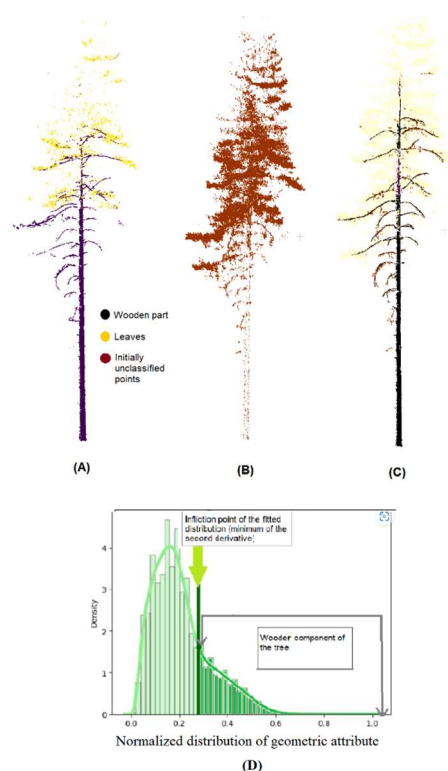 Wooden part
Leaves
Initially
unclassified
points
(A)
(B)
(C)
Infliction point of the fitted
distribution (minimum of the
second derivative)
Wooder component of
the tree
Density
4
3
2
1
0
0.0 0.2 0.4 0.6 0.8 1.0
Normalized distribution of geometric attribute
(D)